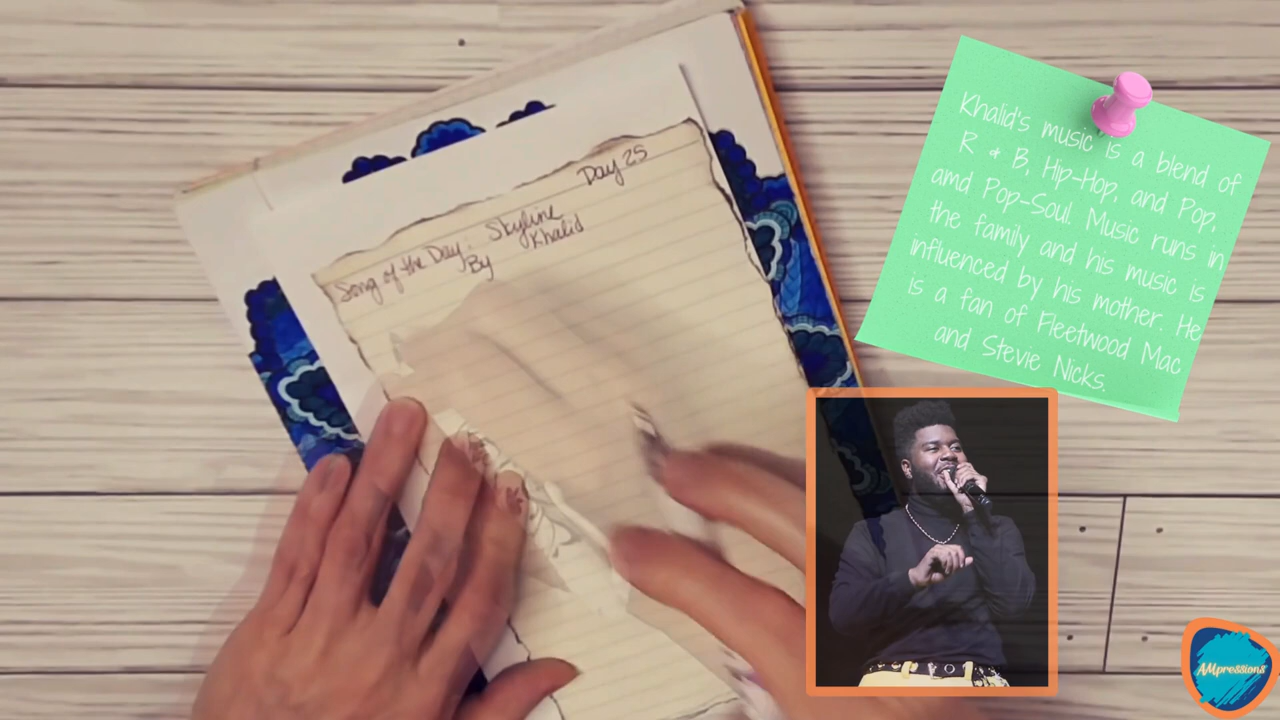 Day 25
Song of the Day: Skyline
By Khalid
Khalid's music is a blend of
R & B, Hip-Hop, and Pop,
amd Pop-Soul. Music runs in
the family and his music is
influenced by his mother. He
is a fan of Fleetwood Mac
and Stevie Nicks.
AMpressions